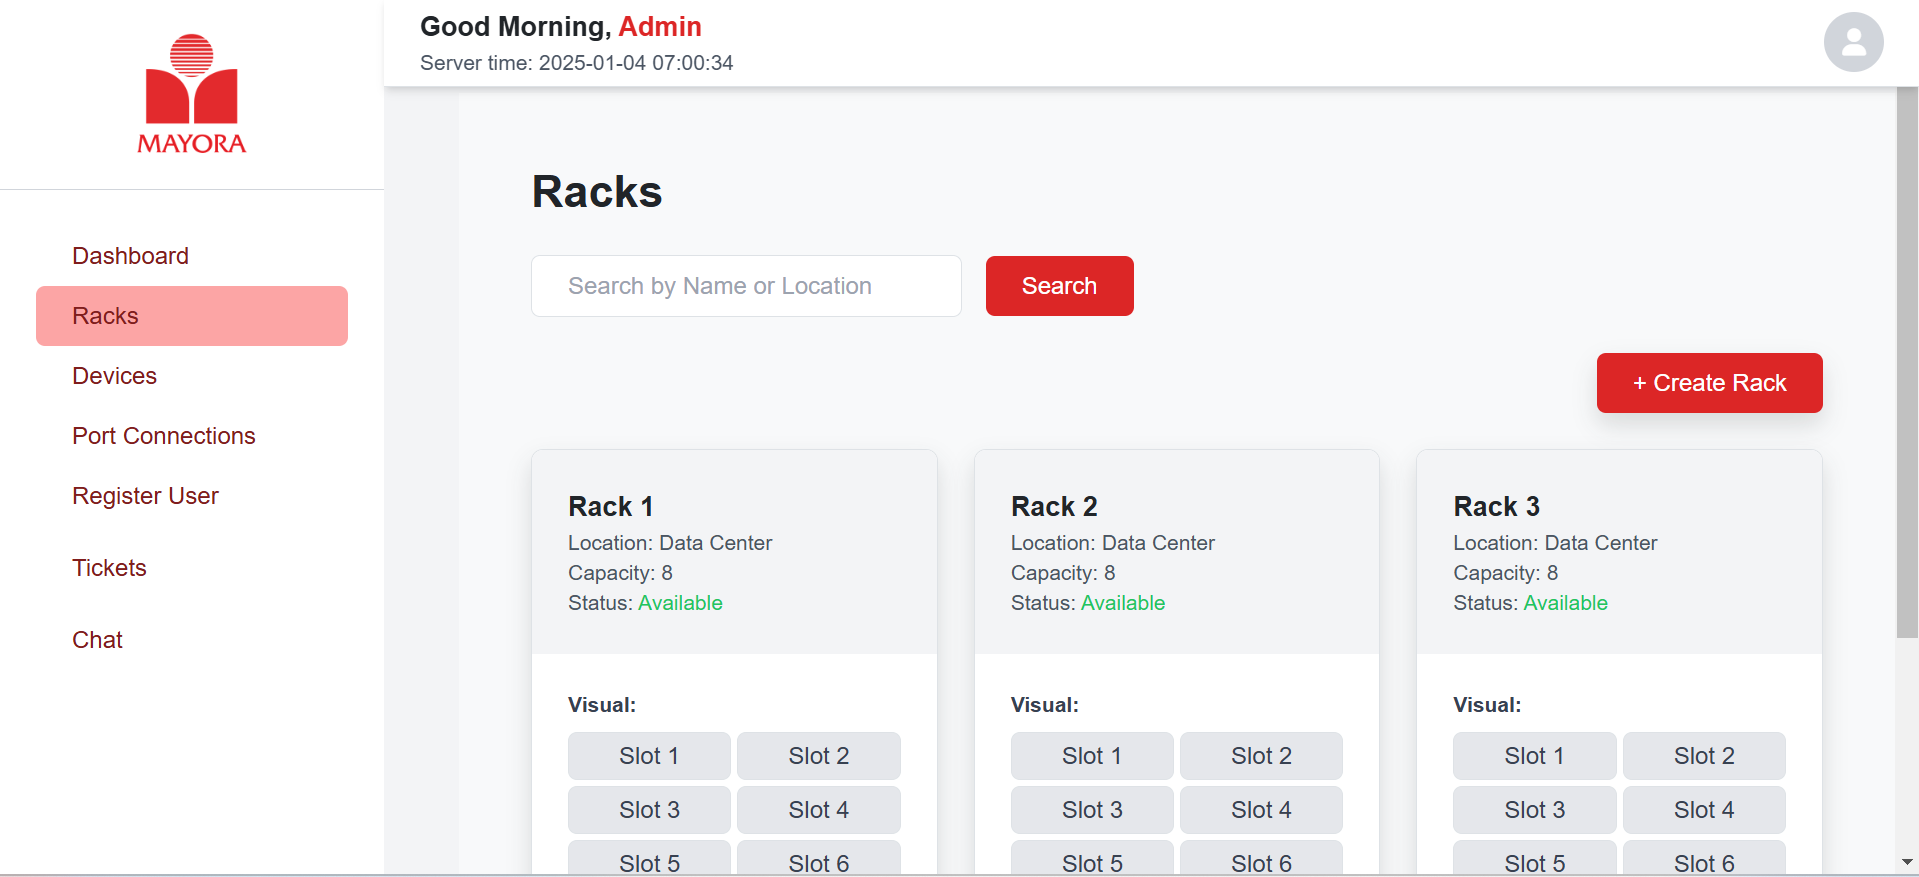 MAYORA
Good Morning, Admin
Server time: 2025-01-04 07:00:34
Dashboard
Racks
Devices
Port Connections
Register User
Tickets
Chat
Racks
Search by Name or Location
Search
+ Create Rack
Rack 1
Location: Data Center
Capacity: 8
Status: Available
Visual:
Slot 1 Slot 2
Slot 3 Slot 4
Slot 5 Slot 6
Rack 2
Location: Data Center
Capacity: 8
Status: Available
Visual:
Slot 1 Slot 2
Slot 3 Slot 4
Slot 5 Slot 6
Rack 3
Location: Data Center
Capacity: 8
Status: Available
Visual:
Slot 1 Slot 2
Slot 3 Slot 4
Slot 5 Slot 6